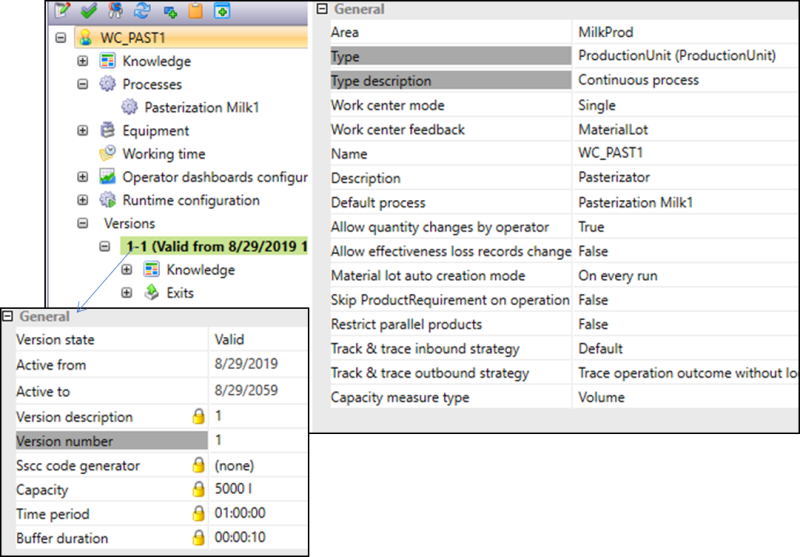 WC_PAST1
Knowledge
Processes
Pasterization Milk1
Equipment
Working time
Operator dashboards configur
Runtime configuration
Versions
1-1 (Valid from 8/29/2019 1
Knowledge
Exits
General
Area MilkProd
Type ProductionUnit (ProductionUnit)
Type description Continuous process
Work center mode Single
Work center feedback MaterialLot
Name WC_PAST1
Description Pasterizator
Default process Pasterization Milk1
Allow quantity changes by operator True
Allow effectiveness loss records change False
Material lot auto creation mode On every run
Skip ProductRequirement on operation False
Restrict parallel products False
Track & trace inbound strategy Default
Track & trace outbound strategy Trace operation outcome without lo
Capacity measure type Volume
General
Version state Valid
Active from 8/29/2019
Active to 8/29/2059
Version description 1
Version number 1
Sscc code generator (none)
Capacity 5000 l
Time period 01:00:00
Buffer duration 00:00:10